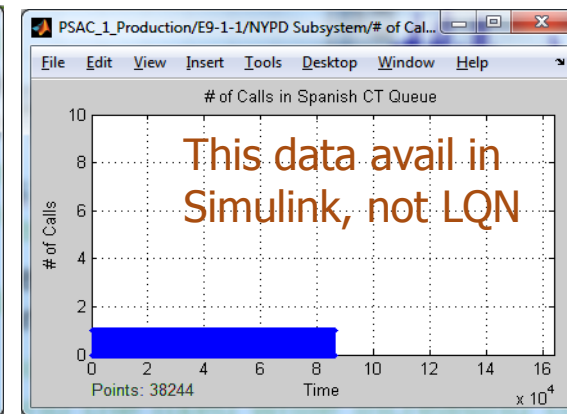 PSAC_1_Production/E9-1-1/NYPD Subsystem/# of Cal...
File Edit View Insert Tools Desktop Window Help
# of Calls in Spanish CT Queue
This data avail in
Simulink, not LQN
# of Calls
10
8
6
4
2
0
0 2 4 6 8 10 12 14 16
Points: 38244 Time x 10^4